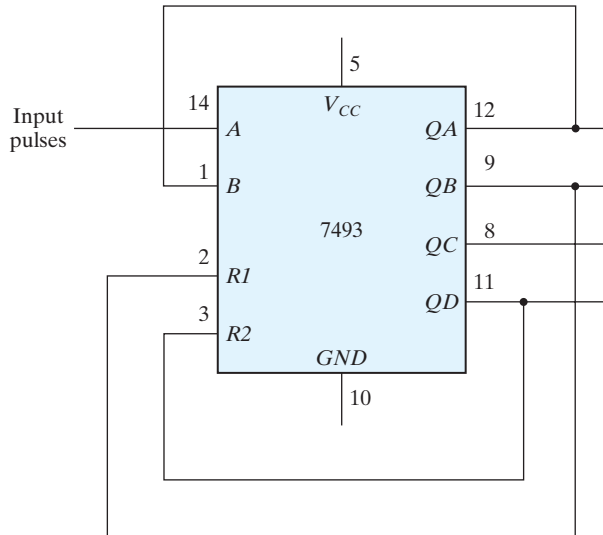 5
14
V_CC
12
Input
pulses
A
QA
1
9
B
QB
7493
8
QC
2
11
R1
QD
3
R2
GND
10